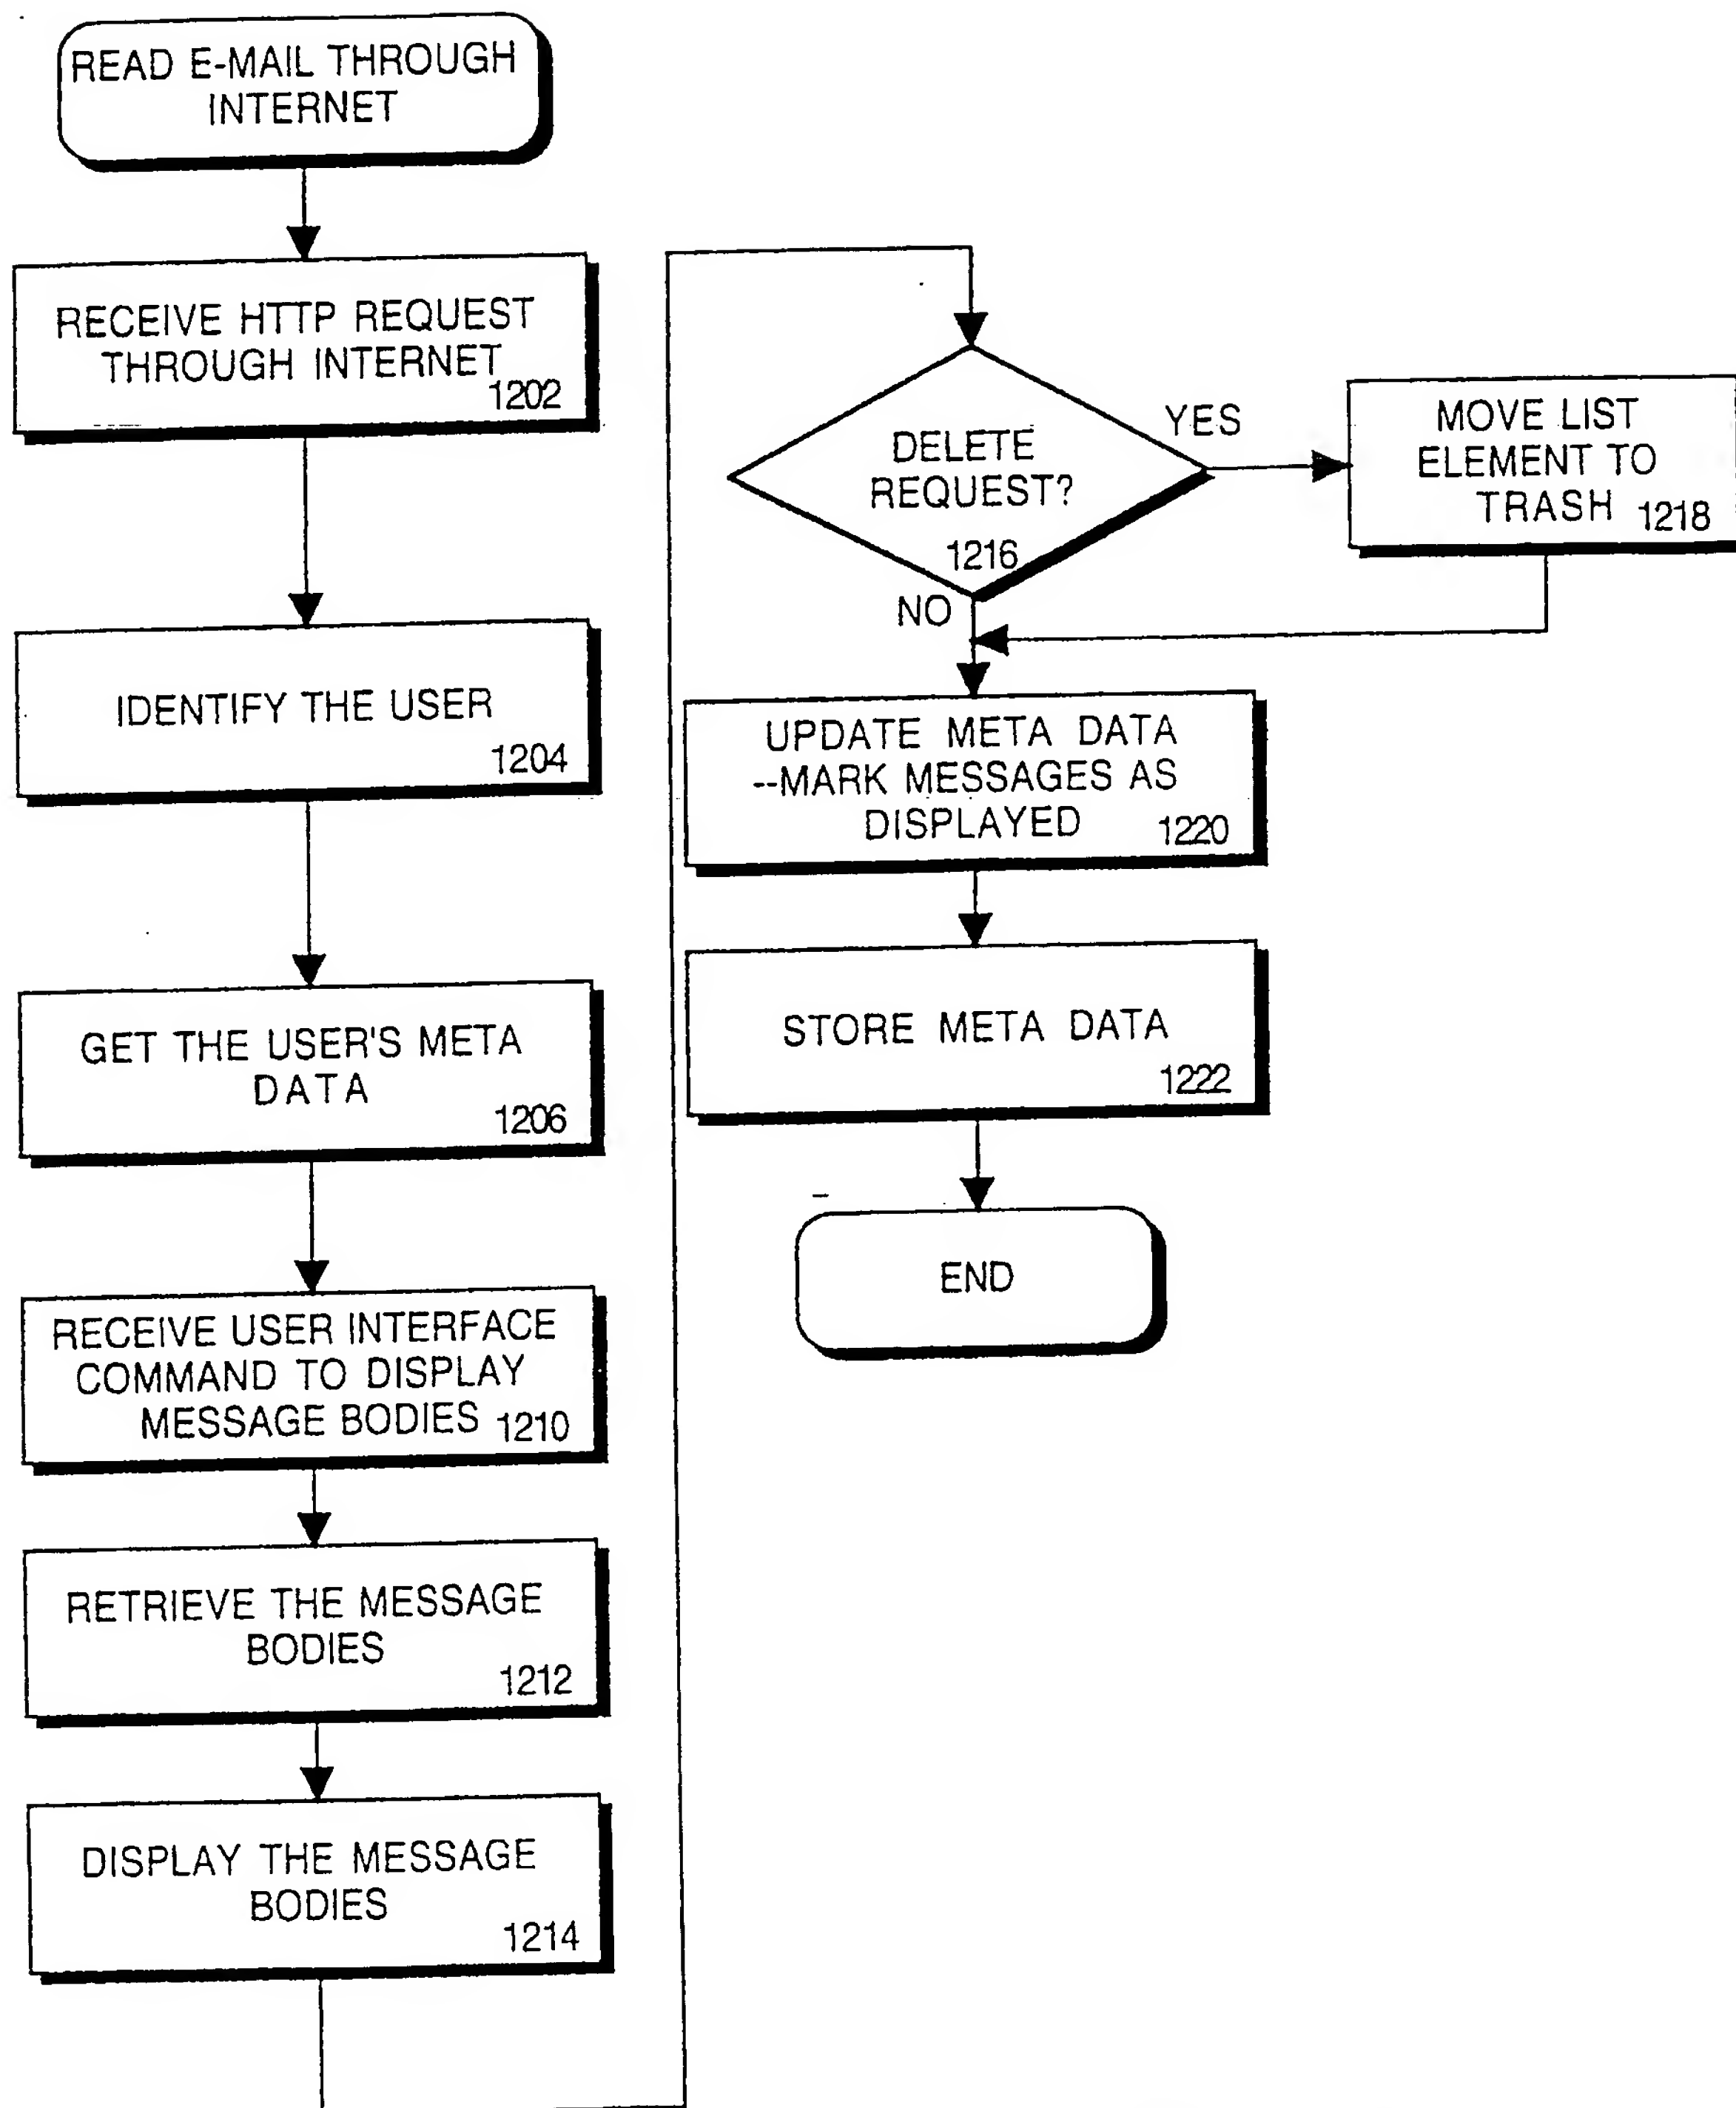 READ E-MAIL THROUGH
INTERNET
RECEIVE HTTP REQUEST
THROUGH INTERNET
1202
IDENTIFY THE USER
1204
GET THE USER'S META
DATA
1206
RECEIVE USER INTERFACE
COMMAND TO DISPLAY
MESSAGE BODIES 1210
RETRIEVE THE MESSAGE
BODIES
1212
DISPLAY THE MESSAGE
BODIES
1214
DELETE
REQUEST?
1216
YES
NO
MOVE LIST
ELEMENT TO
TRASH 1218
UPDATE META DATA
--MARK MESSAGES AS
DISPLAYED 1220
STORE META DATA
1222
END